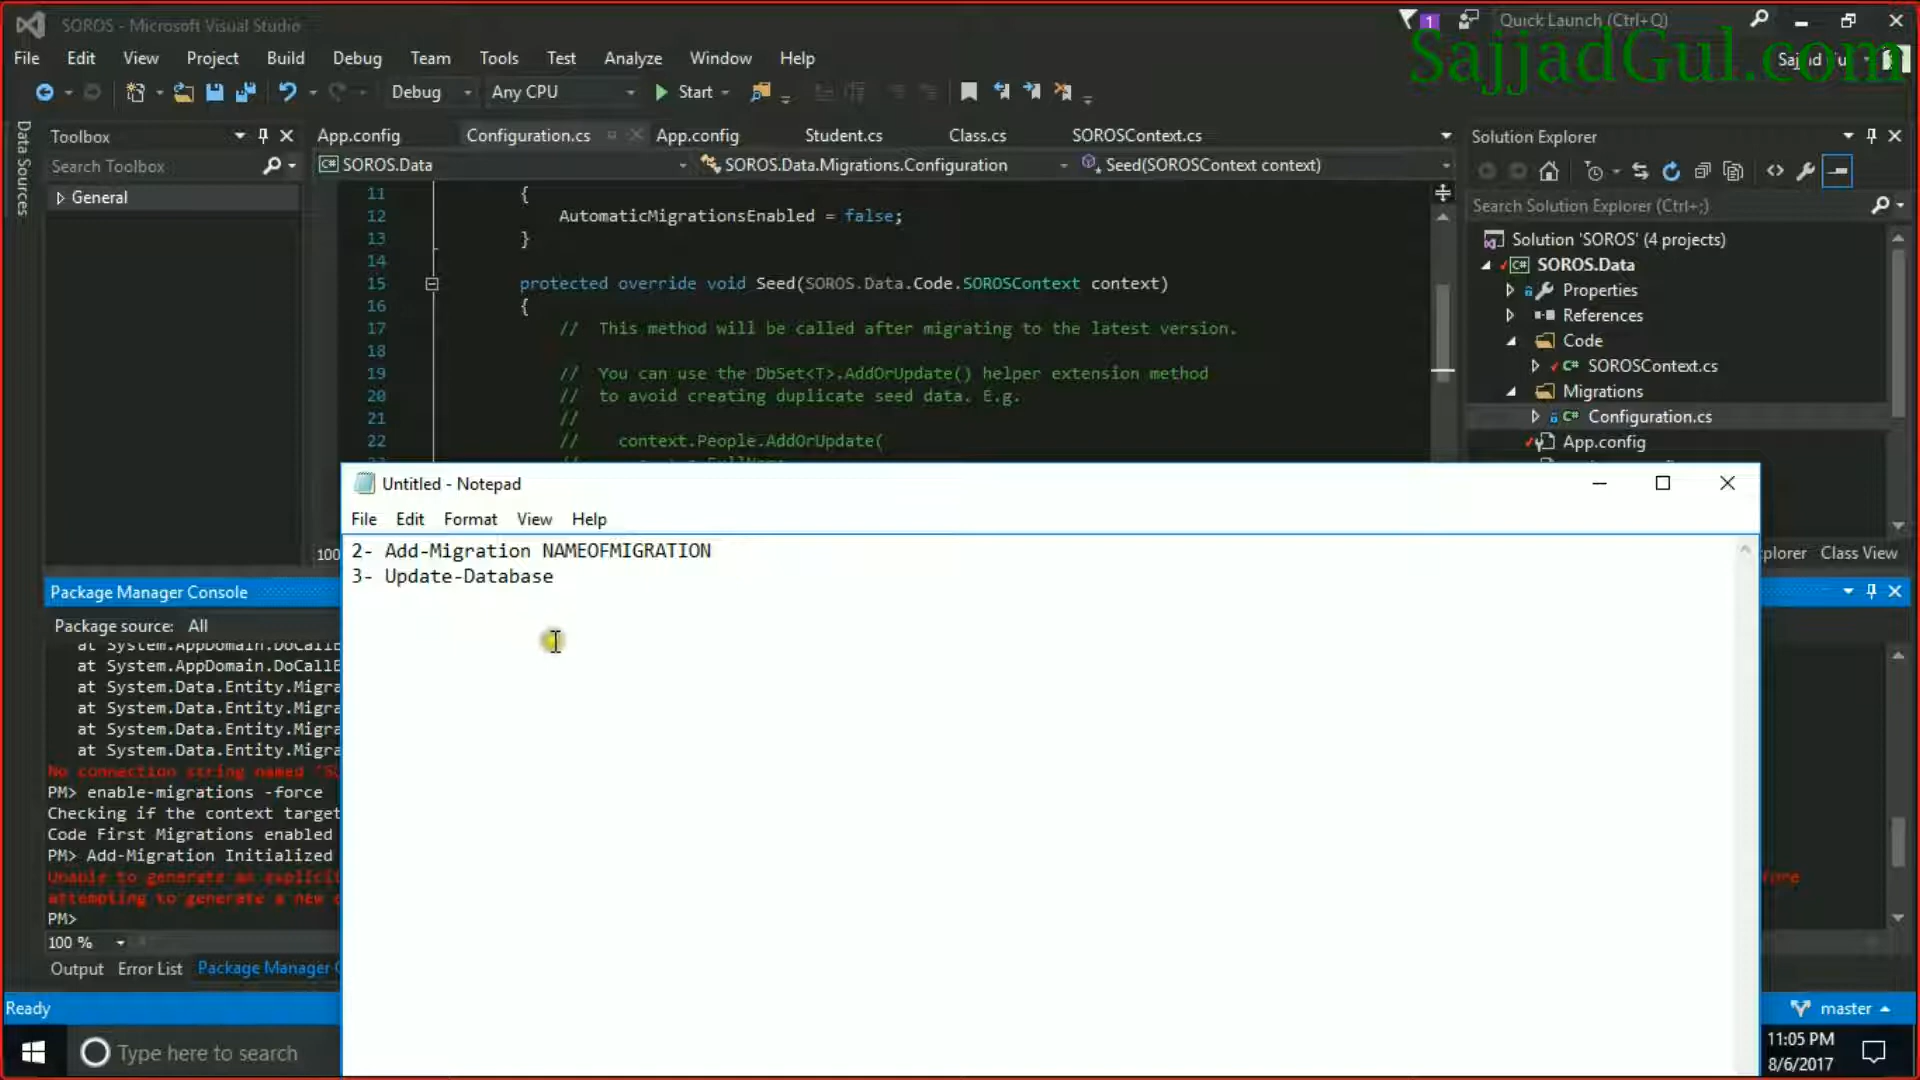 SOROS - Microsoft Visual Studio
1
Quick Launch (Ctrl+Q)
SajjadGul.com
File Edit View Project Build Debug Team Tools Test Analyze Window Help
Debug Any CPU Start
Data Sources
Toolbox
Search Toolbox
General
App.config Configuration.cs App.config Student.cs Class.cs SOROSContext.cs
SOROS.Data SOROS.Data.Migrations.Configuration Seed(SOROSContext context)
11 {
12 AutomaticMigrationsEnabled = false;
13 }
14
15 protected override void Seed(SOROS.Data.Code.SOROSContext context)
16 {
17 // This method will be called after migrating to the latest version.
18
19 // You can use the DbSet<T>.AddOrUpdate() helper extension method
20 // to avoid creating duplicate seed data. E.g.
21 //
22 // context.People.AddOrUpdate(
100
Solution Explorer
Search Solution Explorer (Ctrl+;)
Solution 'SOROS' (4 projects)
SOROS.Data
Properties
References
Code
SOROSContext.cs
Migrations
Configuration.cs
App.config
plorer Class View
Untitled - Notepad
File Edit Format View Help
2- Add-Migration NAMEOFMIGRATION
3- Update-Database
Package Manager Console
Package source: All
at System.AppDomain.DoCallB
at System.AppDomain.DoCallB
at System.Data.Entity.Migra
at System.Data.Entity.Migra
at System.Data.Entity.Migra
at System.Data.Entity.Migra
No connection string named
PM> enable-migrations -force
Checking if the context target
Code First Migrations enabled
PM> Add-Migration Initialized
Unable to generate an explicit
attempting to generate a new
PM>
100 %
Output Error List Package Manager
Ready
master
Type here to search
11:05 PM
8/6/2017